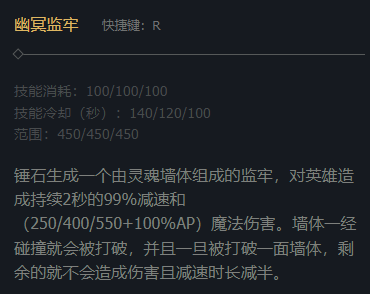 幽冥监牢 快捷键：R
技能消耗：100/100/100
技能冷却（秒）：140/120/100
范围：450/450/450
锤石生成一个由灵魂墙体组成的监牢，对英雄造
成持续2秒的99%减速和
（250/400/550+100%AP）魔法伤害。墙体一经
碰撞就会被打破，并且一旦被打破一面墙体，剩
余的就不会造成伤害且减速时长减半。